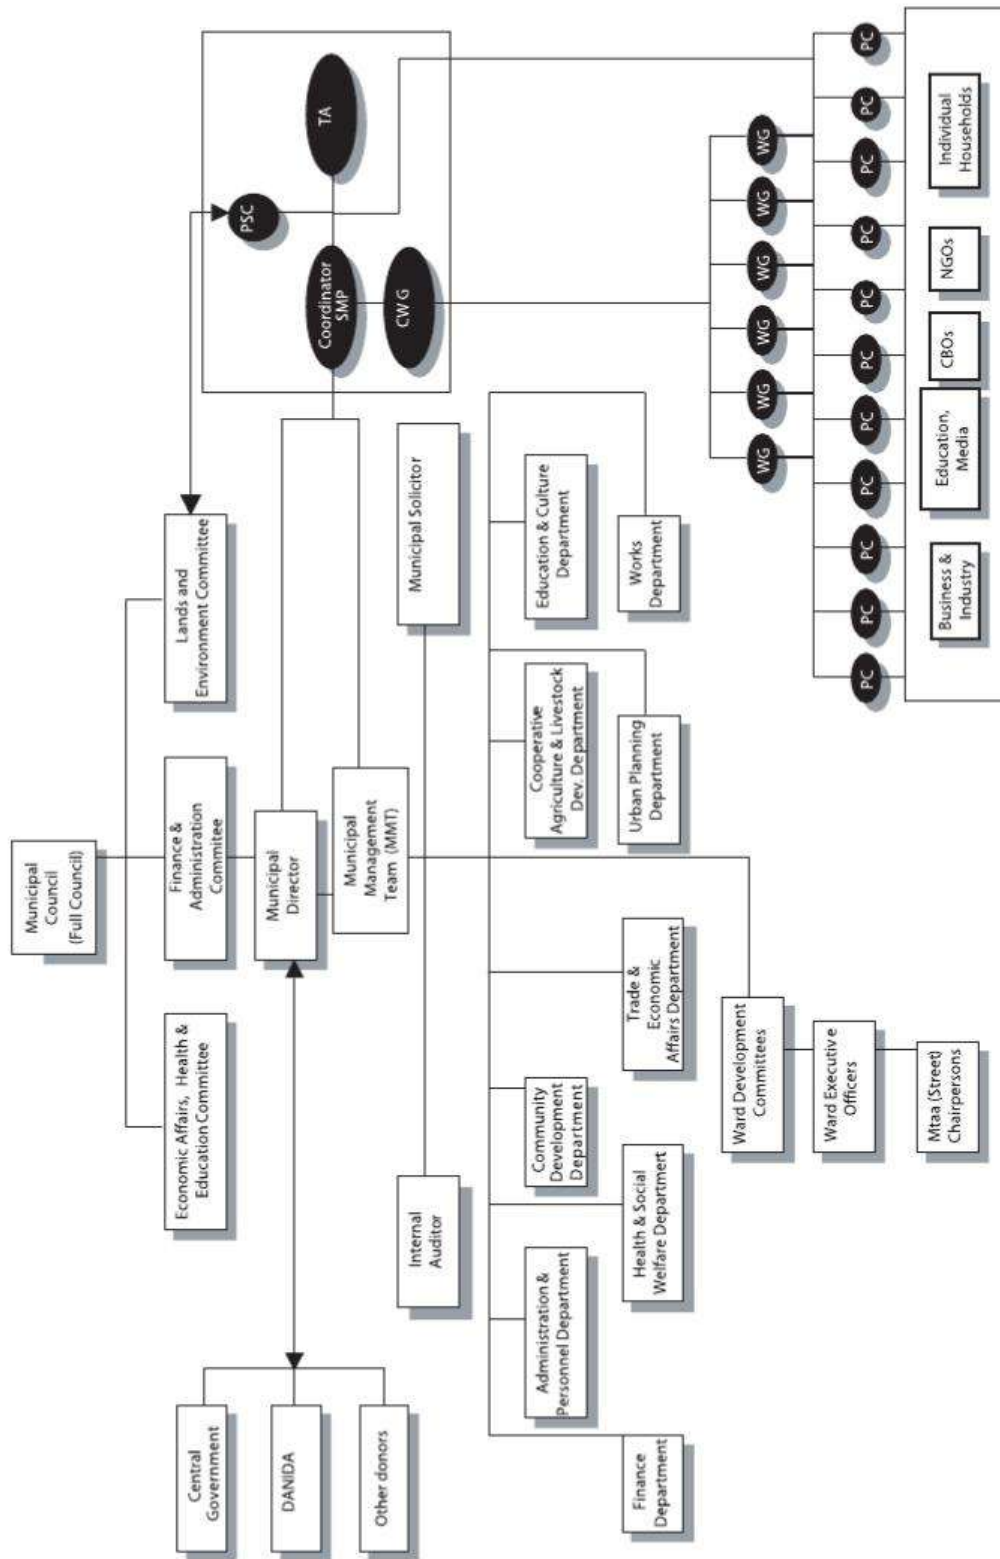 Municipal
Council
(Full Council)
Central
Government
Economic Affairs, Health &
Education Committee
Finance &
Administration
Commitee
Lands and
Environment Committee
PSC
DANIDA
Municipal
Director
Coordinator
SMP
TA
Other donors
Municipal
Management
Team (MMT)
CW G
Internal
Auditor
Municipal Solicitor
Administration &
Personnel Department
Community
Development
Department
Cooperative
Agriculture & Livestock
Dev. Department
Education & Culture
Department
Finance
Department
Health & Social
Welfare Departmert
Trade &
Economic
Affairs Department
Urban Planning
Department
Works
Department
Ward Development
Committees
WG
WG
WG
WG
WG
WG
Ward Executive
Officers
PC
PC
PC
PC
PC
PC
PC
PC
PC
PC
PC
Mtaa (Street)
Chairpersons
Business &
Industry
Education,
Media
CBOs
NGOs
Individual
Households